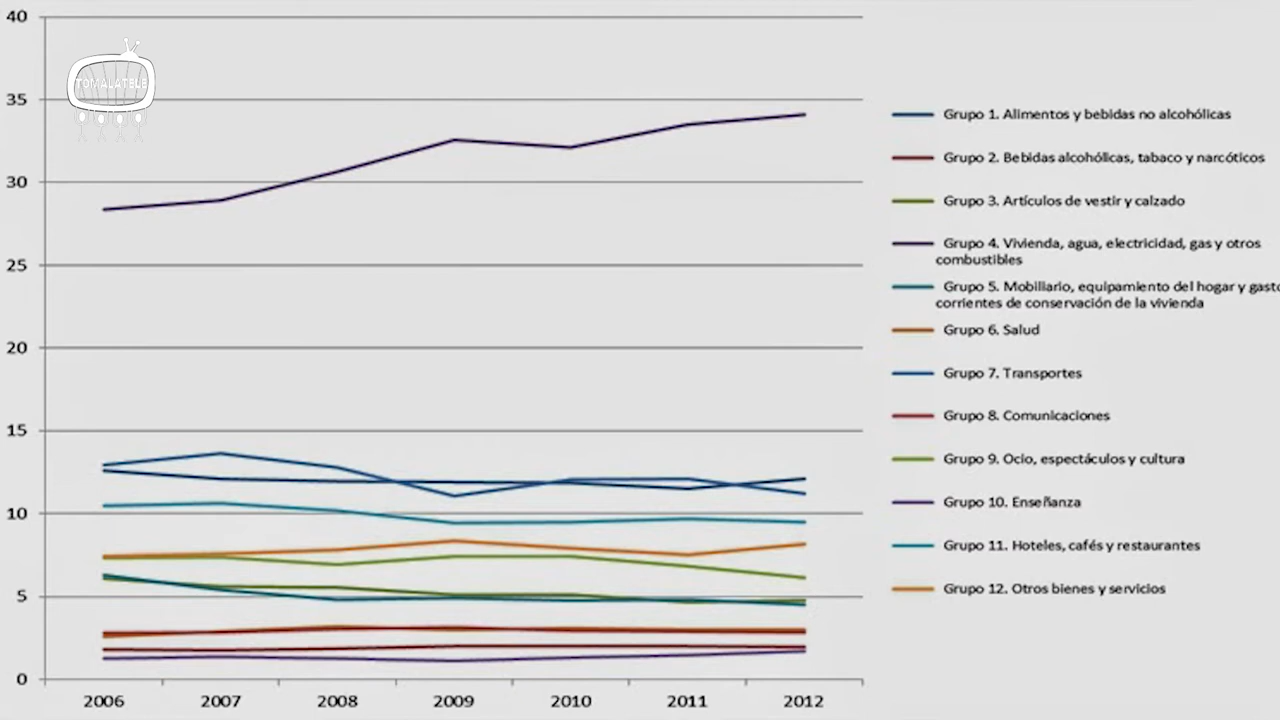 40
TOMALATELE
35
30
25
20
15
10
5
0
2006 2007 2008 2009 2010 2011 2012
Grupo 1. Alimentos y bebidas no alcohólicas
Grupo 2. Bebidas alcohólicas, tabaco y narcóticos
Grupo 3. Artículos de vestir y calzado
Grupo 4. Vivienda, agua, electricidad, gas y otros
combustibles
Grupo 5. Mobiliario, equipamiento del hogar y gasto
corrientes de conservación de la vivienda
Grupo 6. Salud
Grupo 7. Transportes
Grupo 8. Comunicaciones
Grupo 9. Ocio, espectáculos y cultura
Grupo 10. Enseñanza
Grupo 11. Hoteles, cafés y restaurantes
Grupo 12. Otros bienes y servicios